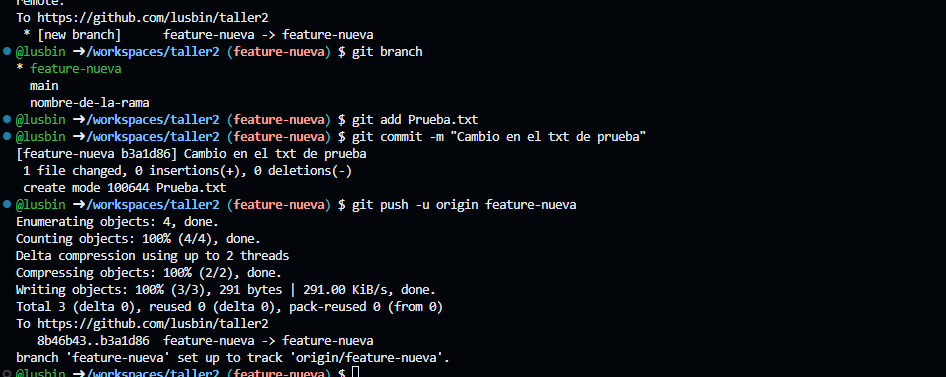 remote:
To https://github.com/lusbin/taller2
 * [new branch]      feature-nueva -> feature-nueva
@lusbin ➜/workspaces/taller2 (feature-nueva) $ git branch
* feature-nueva
  main
  nombre-de-la-rama
@lusbin ➜/workspaces/taller2 (feature-nueva) $ git add Prueba.txt
@lusbin ➜/workspaces/taller2 (feature-nueva) $ git commit -m "Cambio en el txt de prueba"
[feature-nueva b3a1d86] Cambio en el txt de prueba
 1 file changed, 0 insertions(+), 0 deletions(-)
 create mode 100644 Prueba.txt
@lusbin ➜/workspaces/taller2 (feature-nueva) $ git push -u origin feature-nueva
Enumerating objects: 4, done.
Counting objects: 100% (4/4), done.
Delta compression using up to 2 threads
Compressing objects: 100% (2/2), done.
Writing objects: 100% (3/3), 291 bytes | 291.00 KiB/s, done.
Total 3 (delta 0), reused 0 (delta 0), pack-reused 0 (from 0)
To https://github.com/lusbin/taller2
   8b46b43..b3a1d86  feature-nueva -> feature-nueva
branch 'feature-nueva' set up to track 'origin/feature-nueva'.
@lusbin ➜/workspaces/taller2 (feature-nueva) $